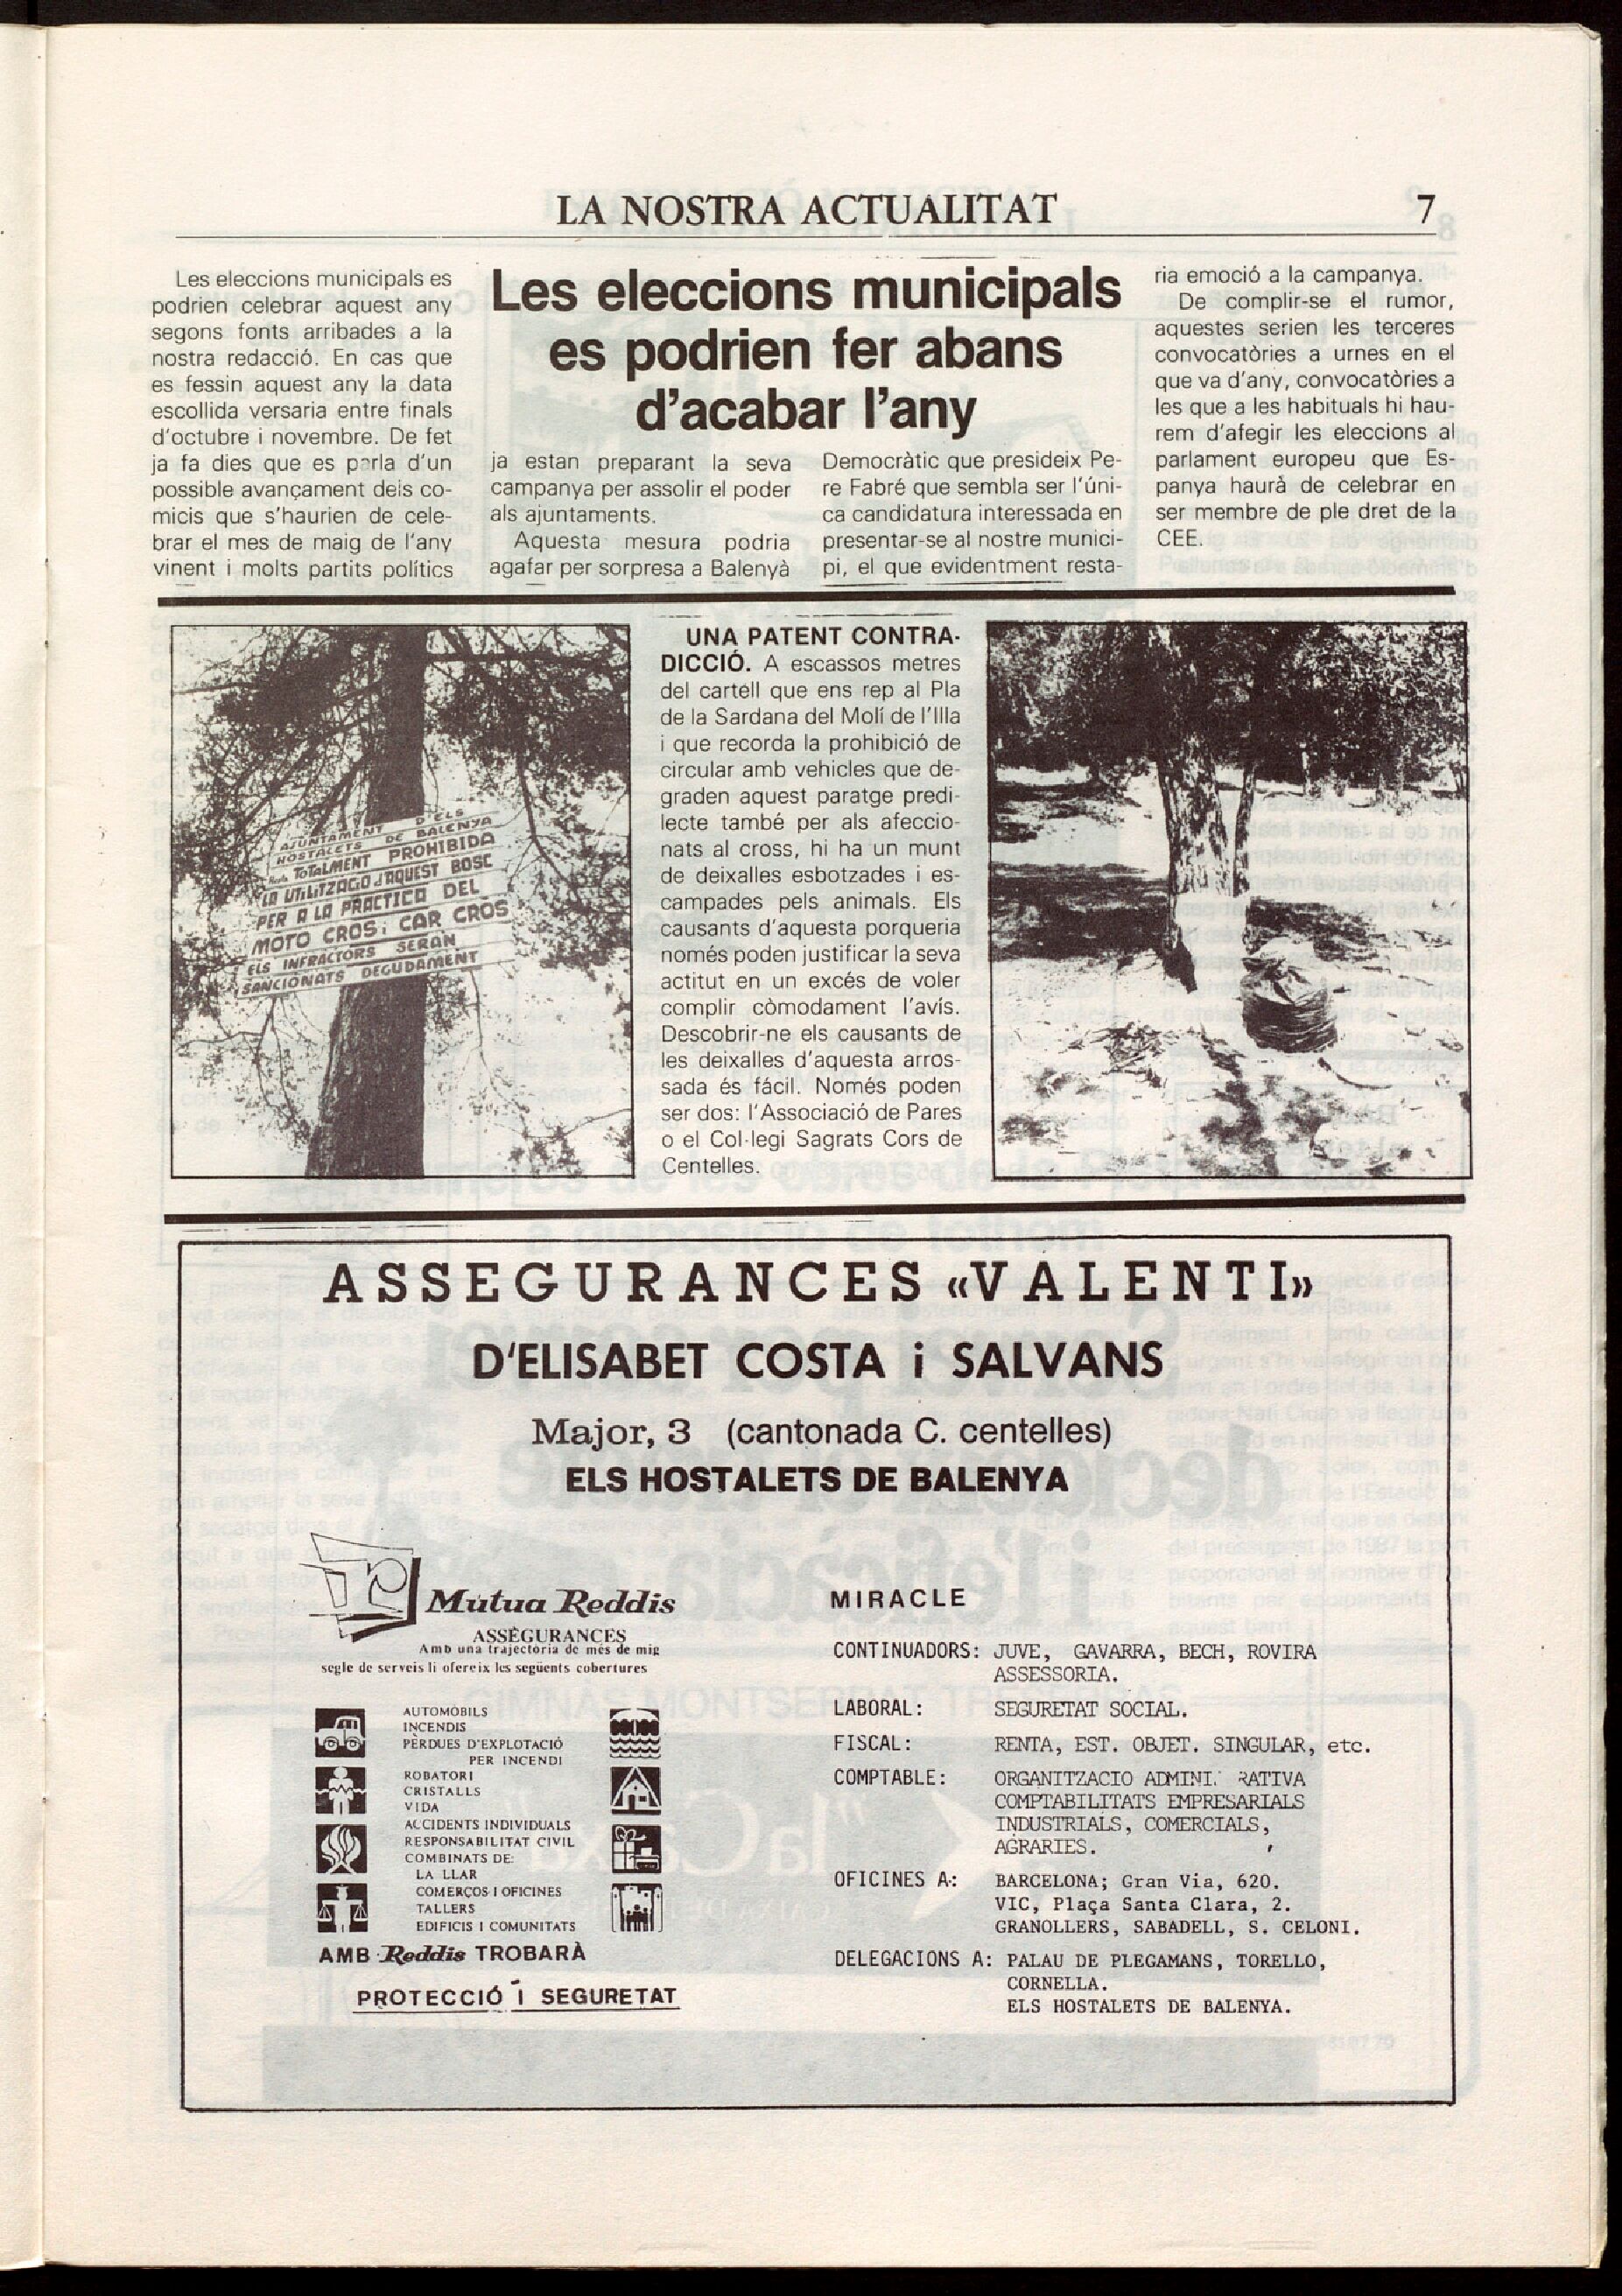 LA NOSTRA ACTUALITAT
7
Les eleccions municipals
es podrien fer abans
d'acabar l'any
Les eleccions municipals es
podrien celebrar aquest any
segons fonts arribades a la
nostra redacció. En cas que
es fessin aquest any la data
escollida versaria entre finals
d'octubre i novembre. De fet
ja fa dies que es parla d'un
possible avançament dels co-
micis que s'haurien de cele-
brar el mes de maig de l'any
vinent i molts partits polítics
ja estan preparant la seva
campanya per assolir el poder
als ajuntaments.
Aquesta mesura podria
agafar per sorpresa a Balenyà
Democràtic que presideix Pe-
re Fabré que sembla ser l'úni-
ca candidatura interessada en
presentar-se al nostre munici-
pi, el que evidentment resta-
ria emoció a la campanya.
De complir-se el rumor,
aquestes serien les terceres
convocatòries a urnes en el
que va d'any, convocatòries a
les que a les habituals hi hau-
rem d'afegir les eleccions al
parlament europeu que Es-
panya haurà de celebrar en
ser membre de ple dret de la
CEE.
AJUNTAMENT D'ELS
HOSTALETS DE BALENYA
TOTALMENT PROHIBIDA
LA UTILITZACIO D'AQUEST BOSC
PER A LA PRACTICA DEL
MOTO CROS i CAR CROS
ELS INFRACTORS SERAN
SANCIONATS DEGUDAMENT
UNA PATENT CONTRA-
DICCIÓ. A escassos metres
del cartell que ens rep al Pla
de la Sardana del Molí de l'Illa
i que recorda la prohibició de
circular amb vehicles que de-
graden aquest paratge predi-
lecte també per als afeccio-
nats al cross, hi ha un munt
de deixalles esbotzades i es-
campades pels animals. Els
causants d'aquesta porqueria
només poden justificar la seva
actitut en un excés de voler
complir còmodament l'avís.
Descobrir-ne els causants de
les deixalles d'aquesta arros-
sada és fácil. Només poden
ser dos: l'Associació de Pares
o el Col·legi Sagrats Cors de
Centelles.
ASSEGURANCES «VALENTI»
D'ELISABET COSTA i SALVANS
Major, 3 (cantonada C. centelles)
ELS HOSTALETS DE BALENYA
Mútua Reddis
ASSEGURANCES
Amb una trajectòria de més de mig
segle de serveis li ofereix les següents cobertures
AUTOMÒBILS
INCENDIS
PÈRDUES D'EXPLOTACIÓ
PER INCENDI
ROBATORI
CRISTALLS
VIDA
ACCIDENTS INDIVIDUALS
RESPONSABILITAT CIVIL
COMBINATS DE:
LA LLAR
COMERÇOS I OFICINES
TALLERS
EDIFICIS I COMUNITATS
AMB Reddis TROBARÀ
PROTECCIÓ I SEGURETAT
MIRACLE
CONTINUADORS: JUVE, GAVARRA, BECH, ROVIRA
ASSESSORIA.
LABORAL: SEGURETAT SOCIAL.
FISCAL: RENTA, EST. OBJET. SINGULAR, etc.
COMPTABLE: ORGANITZACIO ADMINI. RATIVA
COMPTABILITATS EMPRESARIALS
INDUSTRIALS, COMERCIALS,
AGRARIES.
OFICINES A: BARCELONA; Gran Via, 620.
VIC, Plaça Santa Clara, 2.
GRANOLLERS, SABADELL, S. CELONI.
DELEGACIONS A: PALAU DE PLEGAMANS, TORELLO,
CORNELLA.
ELS HOSTALETS DE BALENYA.